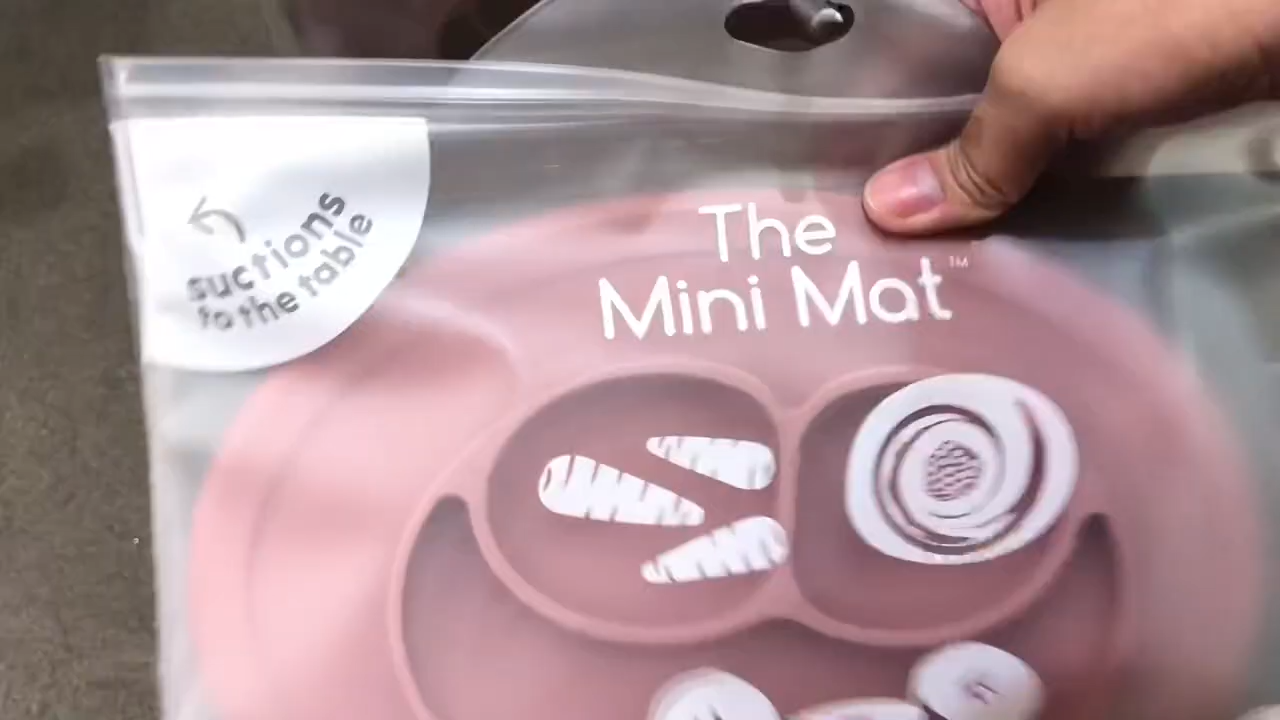 suctions
to the table
The
Mini Mat™